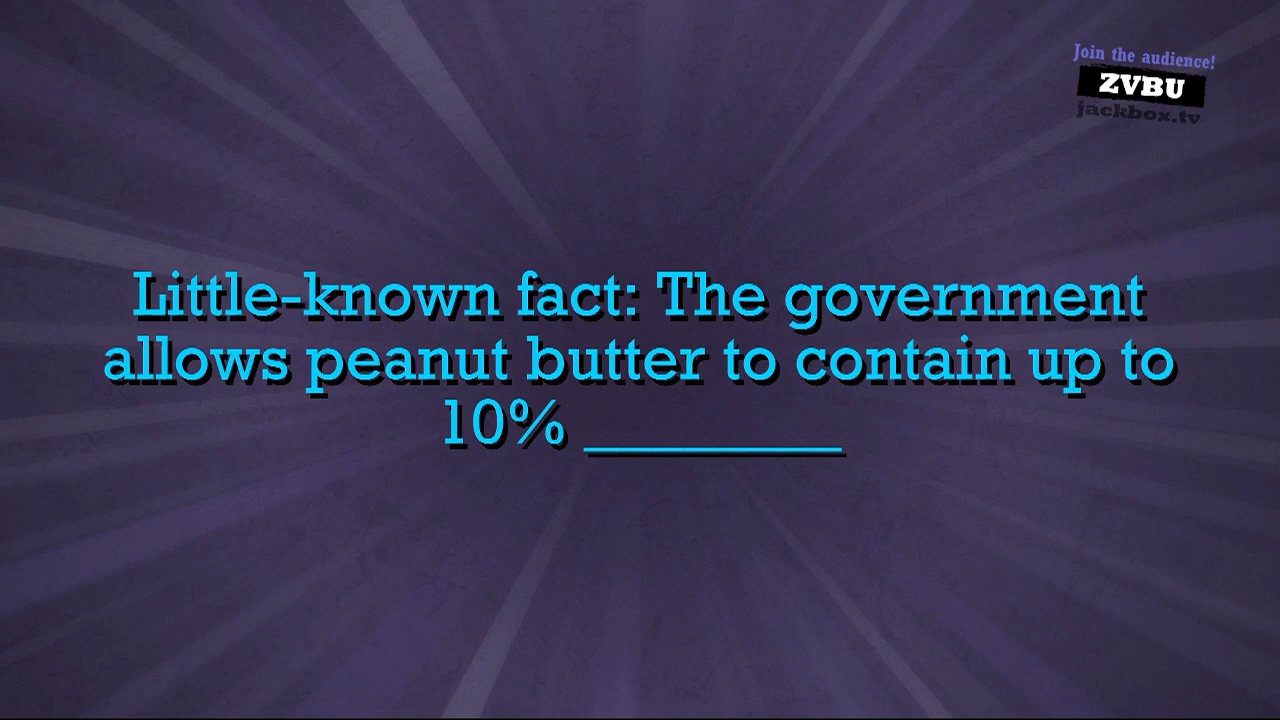 Join the audience!
ZVBU
jackbox.tv
Little-known fact: The government
allows peanut butter to contain up to
10% ________